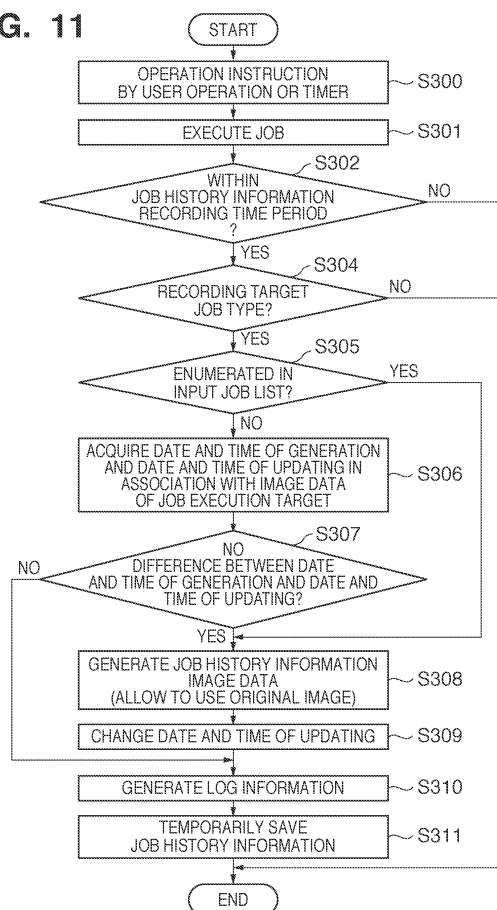 G. 11
START
OPERATION INSTRUCTION
BY USER OPERATION OR TIMER
S300
EXECUTE JOB
S301
S302
WITHIN
JOB HISTORY INFORMATION
RECORDING TIME PERIOD
?
NO
YES
S304
RECORDING TARGET
JOB TYPE?
NO
YES
S305
ENUMERATED IN
INPUT JOB LIST?
YES
NO
ACQUIRE DATE AND TIME OF GENERATION
AND DATE AND TIME OF UPDATING IN
ASSOCIATION WITH IMAGE DATA
OF JOB EXECUTION TARGET
S306
S307
NO
DIFFERENCE BETWEEN DATE
AND TIME OF GENERATION AND DATE AND
TIME OF UPDATING?
NO
YES
GENERATE JOB HISTORY INFORMATION
IMAGE DATA
(ALLOW TO USE ORIGINAL IMAGE)
S308
CHANGE DATE AND TIME OF UPDATING
S309
GENERATE LOG INFORMATION
S310
TEMPORARILY SAVE
JOB HISTORY INFORMATION
S311
END